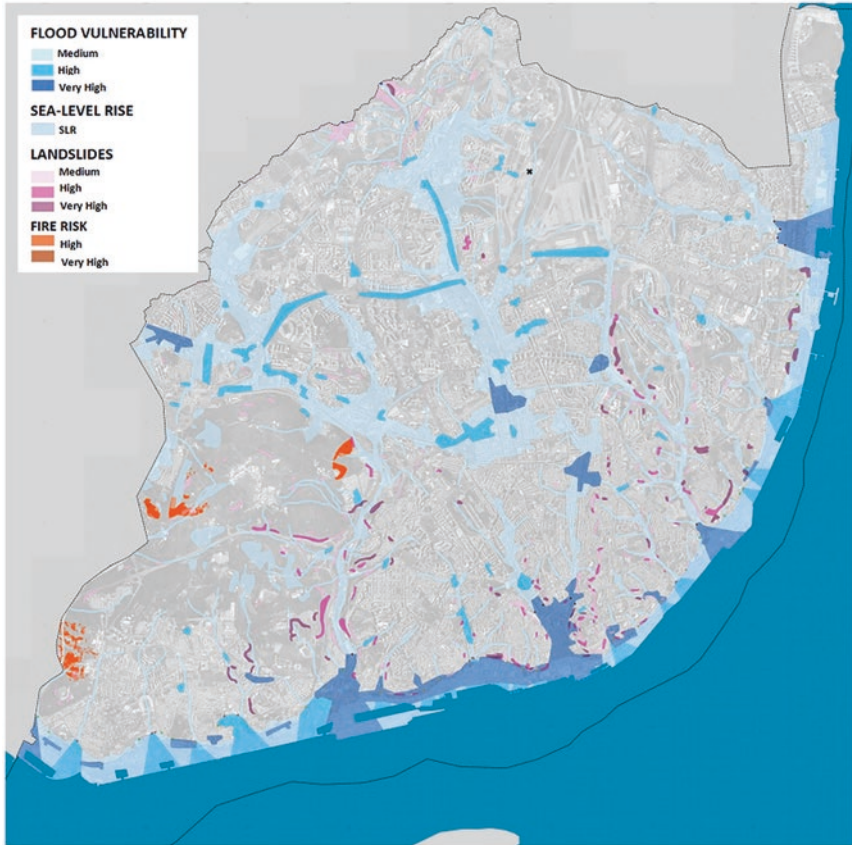 FLOOD VULNERABILITY
Medium
High
Very High
SEA-LEVEL RISE
SLR
LANDSLIDES
Medium
High
Very High
FIRE RISK
High
Very High